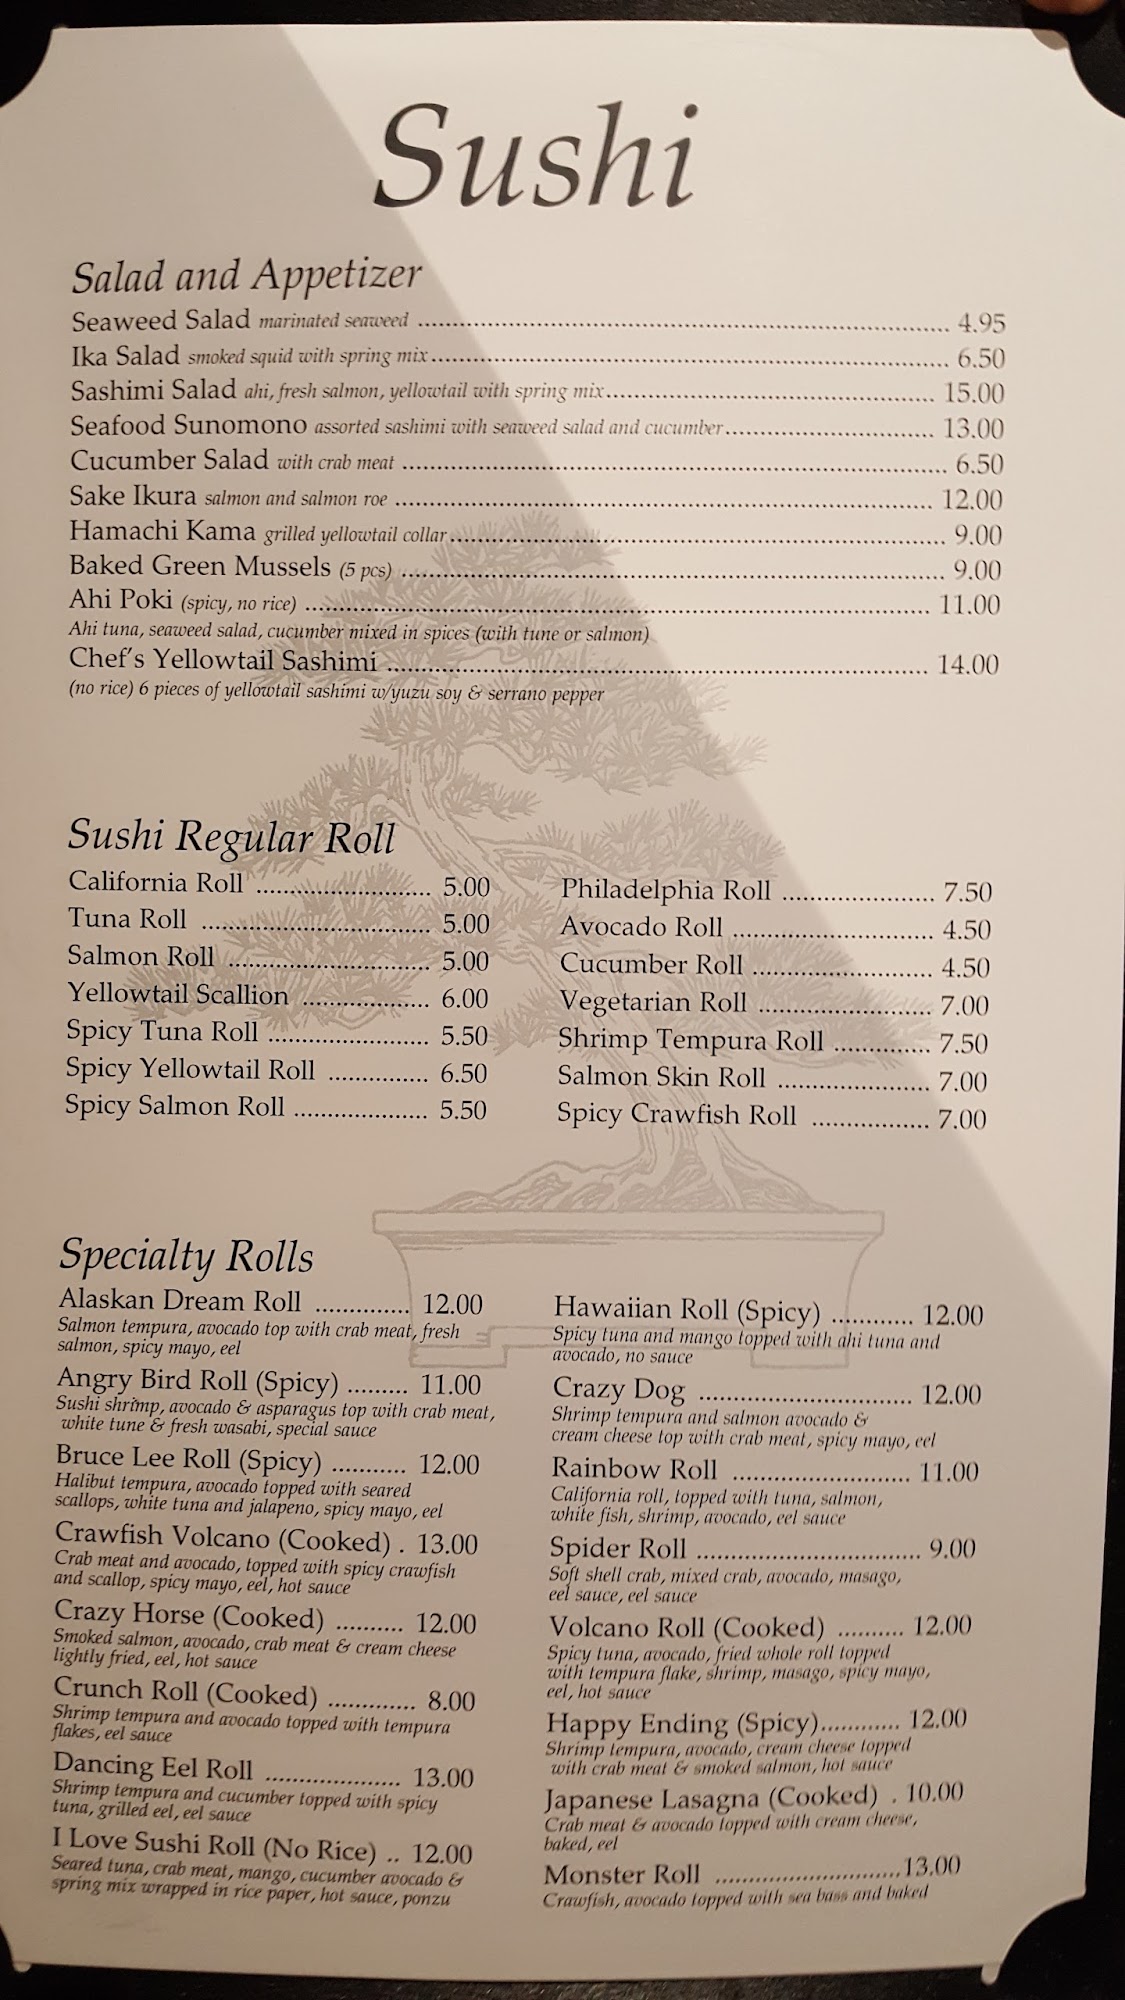 Sushi
Salad and Appetizer
Seaweed Salad marinated seaweed ........ 4.95
Ika Salad smoked squid with spring mix ........ 6.50
Sashimi Salad ahi, fresh salmon, yellowtail with spring mix ........ 15.00
Seafood Sunomono assorted sashimi with seaweed salad and cucumber ........ 13.00
Cucumber Salad with crab meat ........ 6.50
Sake Ikura salmon and salmon roe ........ 12.00
Hamachi Kama grilled yellowtail collar ........ 9.00
Baked Green Mussels (5 pcs) ........ 9.00
Ahi Poki (spicy, no rice) ........ 11.00
Ahi tuna, seaweed salad, cucumber mixed in spices (with tune or salmon)
Chef's Yellowtail Sashimi ........ 14.00
(no rice) 6 pieces of yellowtail sashimi w/yuzu soy & serrano pepper
Sushi Regular Roll
California Roll ........ 5.00
Tuna Roll ........ 5.00
Salmon Roll ........ 5.00
Yellowtail Scallion ........ 6.00
Spicy Tuna Roll ........ 5.50
Spicy Yellowtail Roll ........ 6.50
Spicy Salmon Roll ........ 5.50
Philadelphia Roll ........ 7.50
Avocado Roll ........ 4.50
Cucumber Roll ........ 4.50
Vegetarian Roll ........ 7.00
Shrimp Tempura Roll ........ 7.50
Salmon Skin Roll ........ 7.00
Spicy Crawfish Roll ........ 7.00
Specialty Rolls
Alaskan Dream Roll ........ 12.00
Salmon tempura, avocado top with crab meat, fresh
salmon, spicy mayo, eel
Angry Bird Roll (Spicy) ........ 11.00
Sushi shrimp, avocado & asparagus top with crab meat,
white tune & fresh wasabi, special sauce
Bruce Lee Roll (Spicy) ........ 12.00
Halibut tempura, avocado topped with seared
scallops, white tuna and jalapeno, spicy mayo, eel
Crawfish Volcano (Cooked) . 13.00
Crab meat and avocado, topped with spicy crawfish
and scallop, spicy mayo, eel, hot sauce
Crazy Horse (Cooked) ........ 12.00
Smoked salmon, avocado, crab meat & cream cheese
lightly fried, eel, hot sauce
Crunch Roll (Cooked) ........ 8.00
Shrimp tempura and avocado topped with tempura
flakes, eel sauce
Dancing Eel Roll ........ 13.00
Shrimp tempura and cucumber topped with spicy
tuna, grilled eel, eel sauce
I Love Sushi Roll (No Rice) .. 12.00
Seared tuna, crab meat, mango, cucumber avocado &
spring mix wrapped in rice paper, hot sauce, ponzu
Hawaiian Roll (Spicy) ........ 12.00
Spicy tuna and mango topped with ahi tuna and
avocado, no sauce
Crazy Dog ........ 12.00
Shrimp tempura and salmon avocado &
cream cheese top with crab meat, spicy mayo, eel
Rainbow Roll ........ 11.00
California roll, topped with tuna, salmon,
white fish, shrimp, avocado, eel sauce
Spider Roll ........ 9.00
Soft shell crab, mixed crab, avocado, masago,
eel sauce, eel sauce
Volcano Roll (Cooked) ........ 12.00
Spicy tuna, avocado, fried whole roll topped
with tempura flake, shrimp, masago, spicy mayo,
eel, hot sauce
Happy Ending (Spicy) ........ 12.00
Shrimp tempura, avocado, cream cheese topped
with crab meat & smoked salmon, hot sauce
Japanese Lasagna (Cooked) . 10.00
Crab meat & avocado topped with cream cheese,
baked, eel
Monster Roll ........ 13.00
Crawfish, avocado topped with sea bass and baked